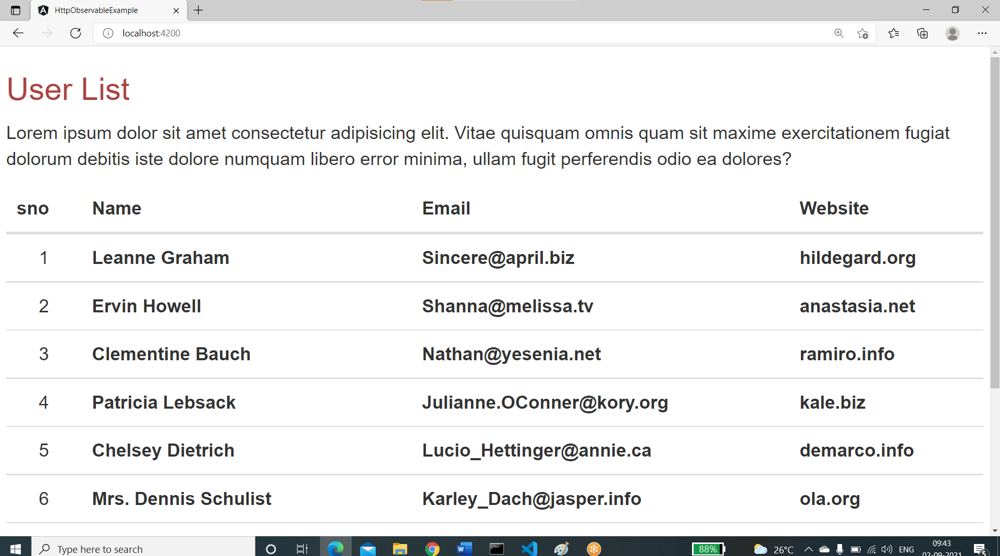 HttpObservableExample
localhost:4200
User List
Lorem ipsum dolor sit amet consectetur adipisicing elit. Vitae quisquam omnis quam sit maxime exercitationem fugiat
dolorum debitis iste dolore numquam libero error minima, ullam fugit perferendis odio ea dolores?
sno Name Email Website
1 Leanne Graham Sincere@april.biz hildegard.org
2 Ervin Howell Shanna@melissa.tv anastasia.net
3 Clementine Bauch Nathan@yesenia.net ramiro.info
4 Patricia Lebsack Julianne.OConner@kory.org kale.biz
5 Chelsey Dietrich Lucio_Hettinger@annie.ca demarco.info
6 Mrs. Dennis Schulist Karley_Dach@jasper.info ola.org
Type here to search 88% 26°C ENG 09:43 5
02-09-2021